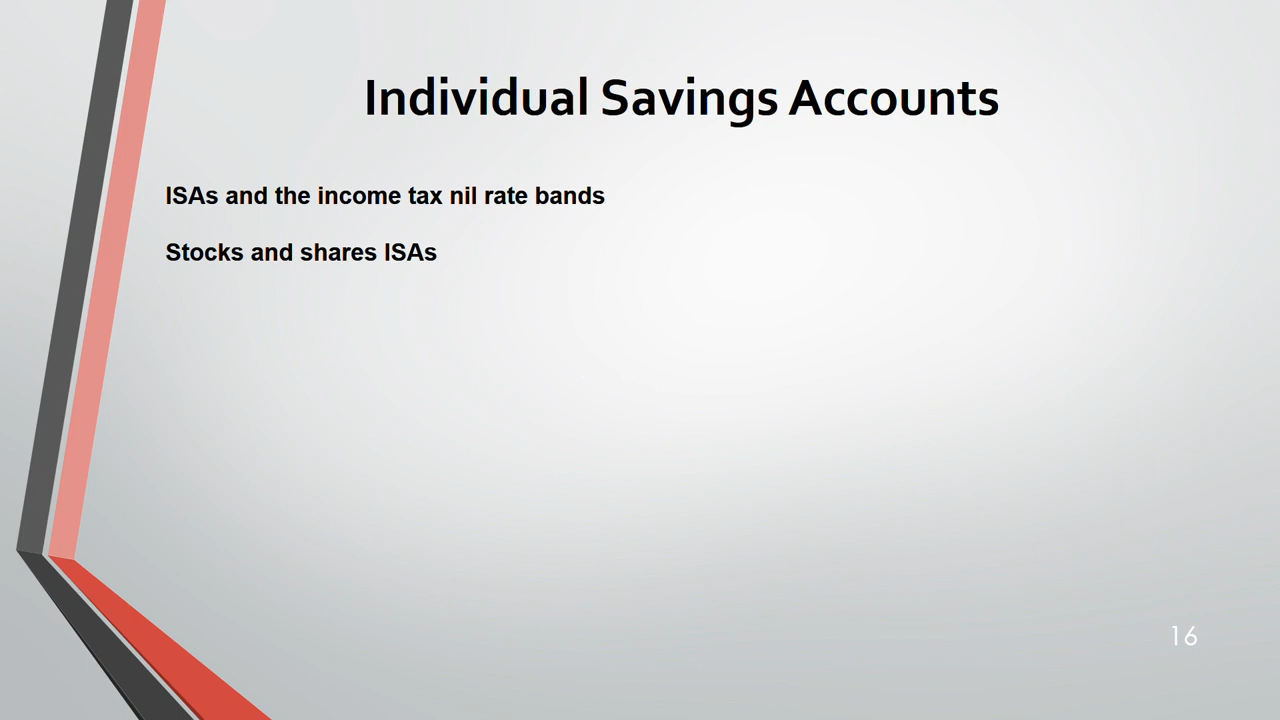 Individual Savings Accounts
ISAs and the income tax nil rate bands
Stocks and shares ISAs
16